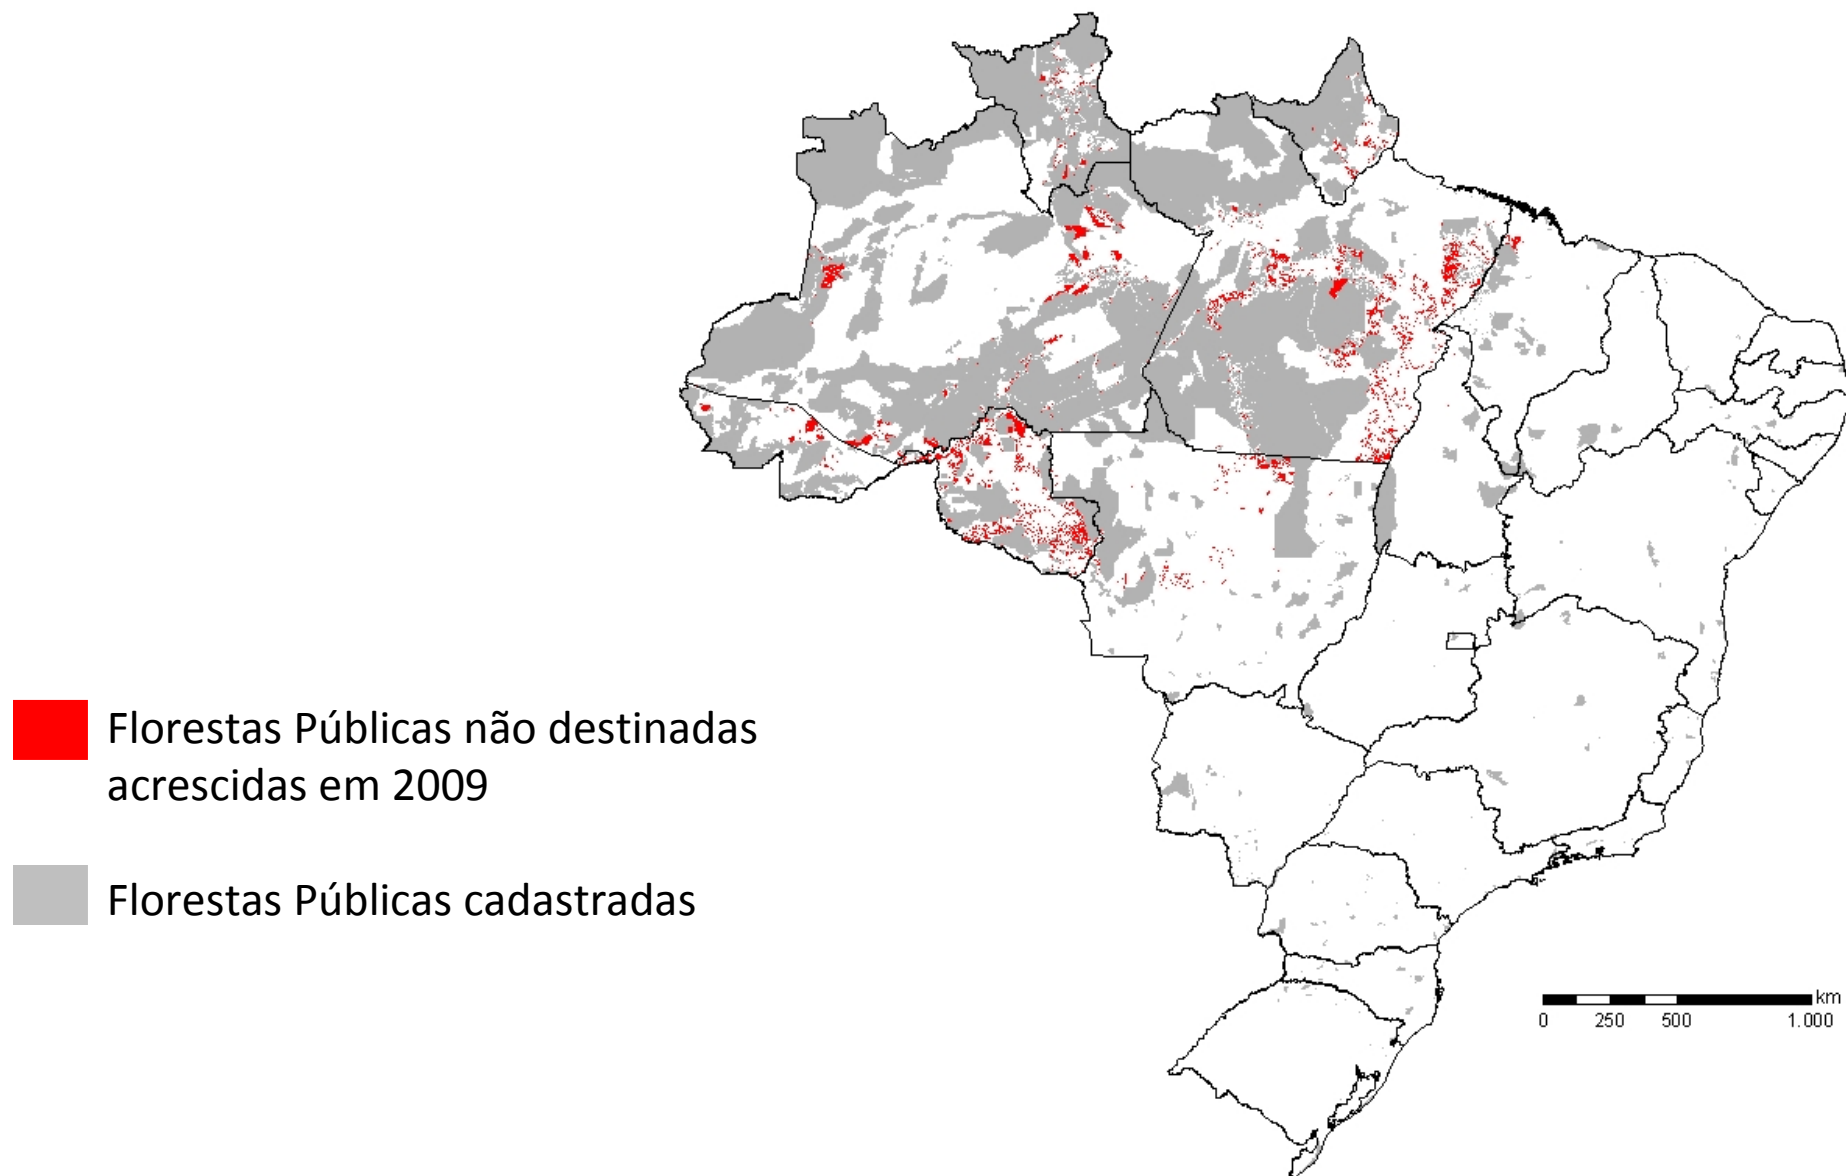 Florestas Públicas não destinadas
acrescidas em 2009
Florestas Públicas cadastradas
km
0 250 500 1.000